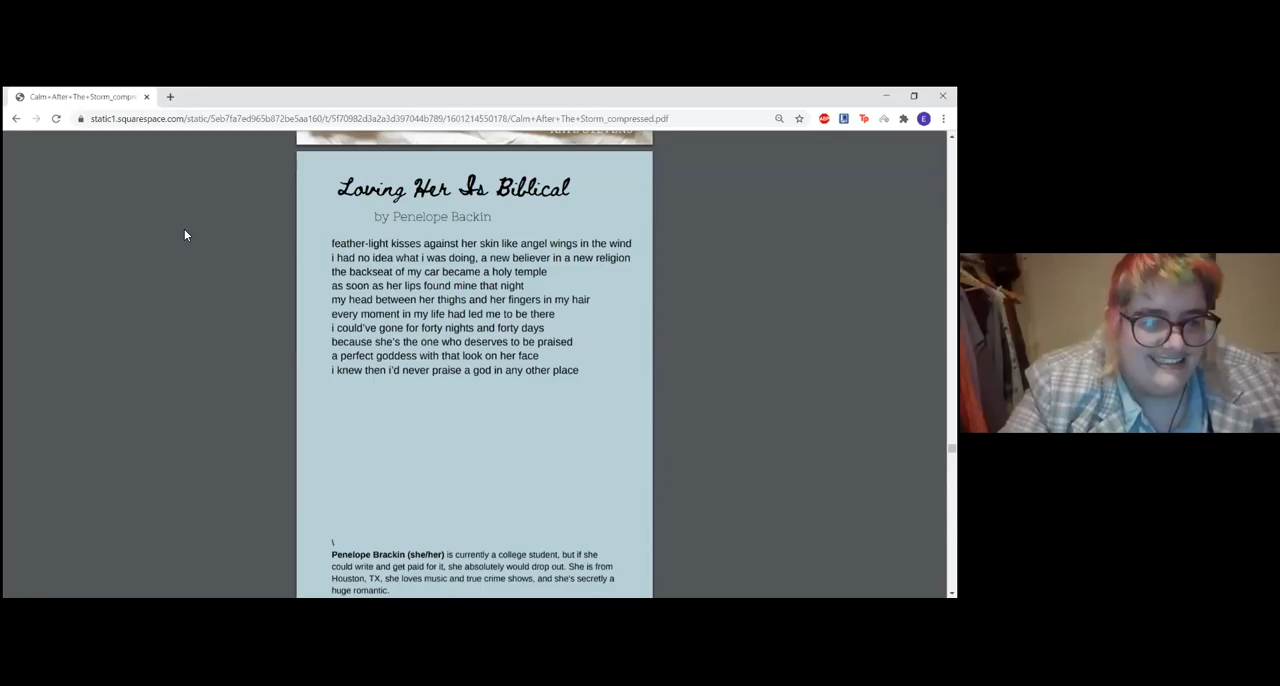 Calm+After+The+Storm_compr
static1.squarespace.com/static/5eb7fa7ed965b872be5aa160/t/5f70982d3a2a3d397044b789/1601214550178/Calm+After+The+Storm_compressed.pdf
ABP
Tp
E
KATE STEVENS
Loving Her Is Biblical
by Penelope Backin
feather-light kisses against her skin like angel wings in the wind
i had no idea what i was doing, a new believer in a new religion
the backseat of my car became a holy temple
as soon as her lips found mine that night
my head between her thighs and her fingers in my hair
every moment in my life had led me to be there
i could've gone for forty nights and forty days
because she's the one who deserves to be praised
a perfect goddess with that look on her face
i knew then i'd never praise a god in any other place
\
Penelope Brackin (she/her) is currently a college student, but if she
could write and get paid for it, she absolutely would drop out. She is from
Houston, TX, she loves music and true crime shows, and she's secretly a
huge romantic.